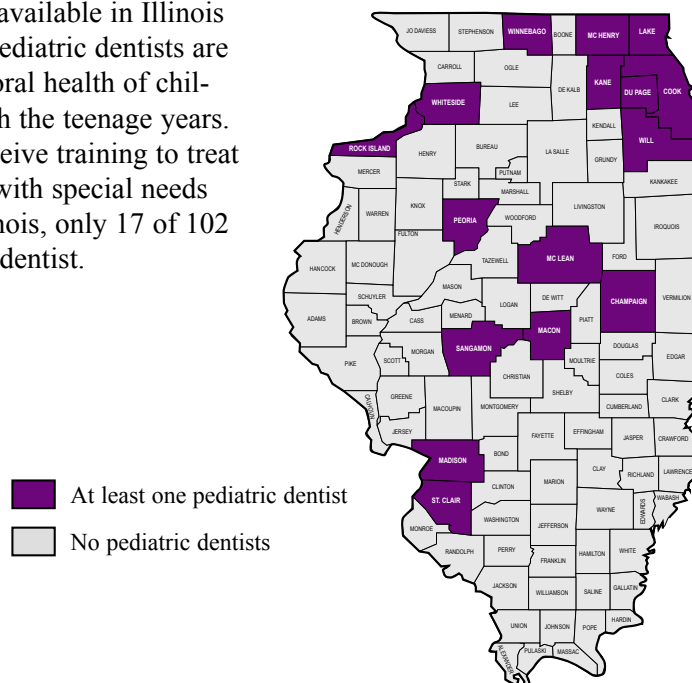 available in Illinois
ediatric dentists are
oral health of chil-
h the teenage years.
eive training to treat
with special needs
nois, only 17 of 102
dentist.
JO DAVIESS
STEPHENSON
WINNEBAGO
BOONE
MC HENRY
LAKE
CARROLL
OGLE
DE KALB
KANE
DU PAGE
COOK
WHITESIDE
LEE
KENDALL
WILL
ROCK ISLAND
HENRY
BUREAU
LA SALLE
GRUNDY
MERCER
PUTNAM
KANKAKEE
STARK
MARSHALL
HENDERSON
WARREN
KNOX
PEORIA
WOODFORD
LIVINGSTON
IROQUOIS
FULTON
HANCOCK
MC DONOUGH
TAZEWELL
MC LEAN
FORD
MASON
SCHUYLER
LOGAN
DE WITT
CHAMPAIGN
VERMILION
ADAMS
BROWN
CASS
MENARD
MACON
PIATT
SANGAMON
MORGAN
SCOTT
PIKE
DOUGLAS
EDGAR
MOULTRIE
CHRISTIAN
COLES
SHELBY
CALHOUN
GREENE
MACOUPIN
MONTGOMERY
CUMBERLAND
CLARK
JERSEY
FAYETTE
EFFINGHAM
JASPER
CRAWFORD
MADISON
BOND
CLAY
RICHLAND
LAWRENCE
MARION
CLINTON
ST. CLAIR
WAYNE
EDWARDS
WABASH
MONROE
WASHINGTON
JEFFERSON
RANDOLPH
PERRY
FRANKLIN
HAMILTON
WHITE
JACKSON
WILLIAMSON
SALINE
GALLATIN
UNION
JOHNSON
POPE
HARDIN
ALEXANDER
PULASKI
MASSAC
At least one pediatric dentist
No pediatric dentists